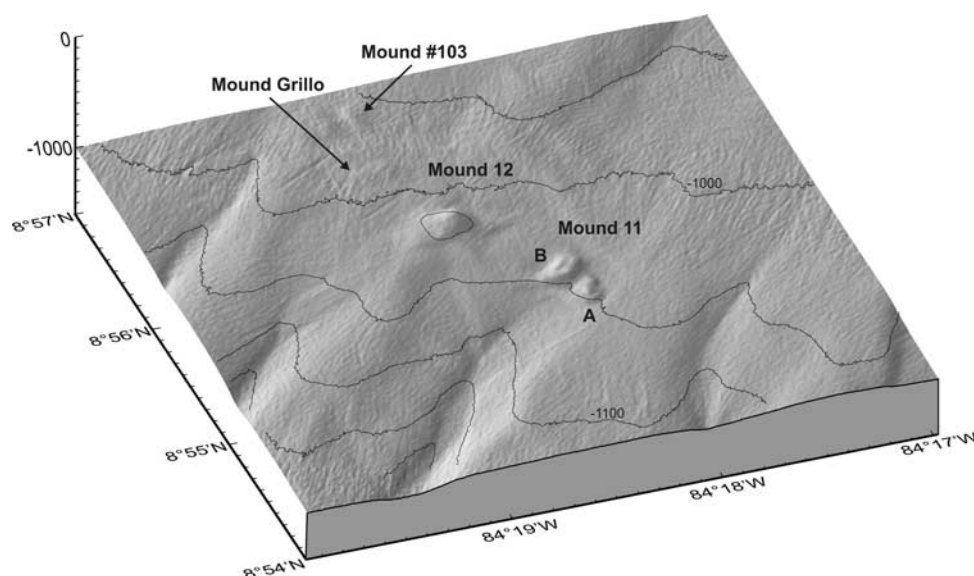 0
Mound #103
Mound Grillo
-1000
Mound 12
-1000
8°57'N
Mound 11
B
A
8°56'N
-1100
8°55'N
84°17'W
84°18'W
84°19'W
8°54'N